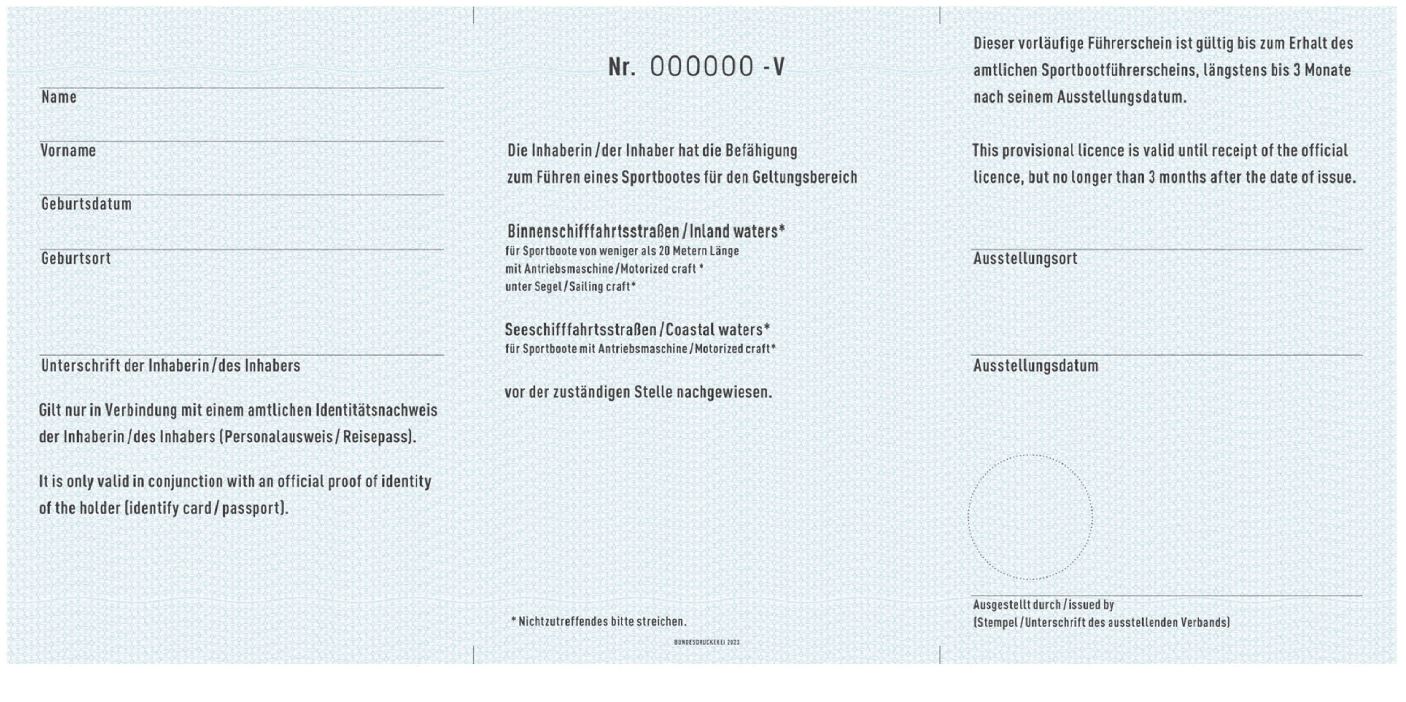 Name
Vorname
Geburtsdatum
Geburtsort
Unterschrift der Inhaberin/des Inhabers
Gilt nur in Verbindung mit einem amtlichen Identitätsnachweis
der Inhaberin/des Inhabers (Personalausweis/Reisepass).
It is only valid in conjunction with an official proof of identity
of the holder (identify card/passport).
Nr. 000000 -V
Die Inhaberin/der Inhaber hat die Befähigung
zum Führen eines Sportbootes für den Geltungsbereich
Binnenschifffahrtsstraßen/Inland waters*
für Sportboote von weniger als 20 Metern Länge
mit Antriebsmaschine/Motorized craft *
unter Segel/Sailing craft*
Seeschifffahrtsstraßen/Coastal waters*
für Sportboote mit Antriebsmaschine/Motorized craft*
vor der zuständigen Stelle nachgewiesen.
* Nichtzutreffendes bitte streichen.
BUNDESDRUCKEREI 2023
Dieser vorläufige Führerschein ist gültig bis zum Erhalt des
amtlichen Sportbootführerscheins, längstens bis 3 Monate
nach seinem Ausstellungsdatum.
This provisional licence is valid until receipt of the official
licence, but no longer than 3 months after the date of issue.
Ausstellungsort
Ausstellungsdatum
Ausgestellt durch/issued by
(Stempel/Unterschrift des ausstellenden Verbands)